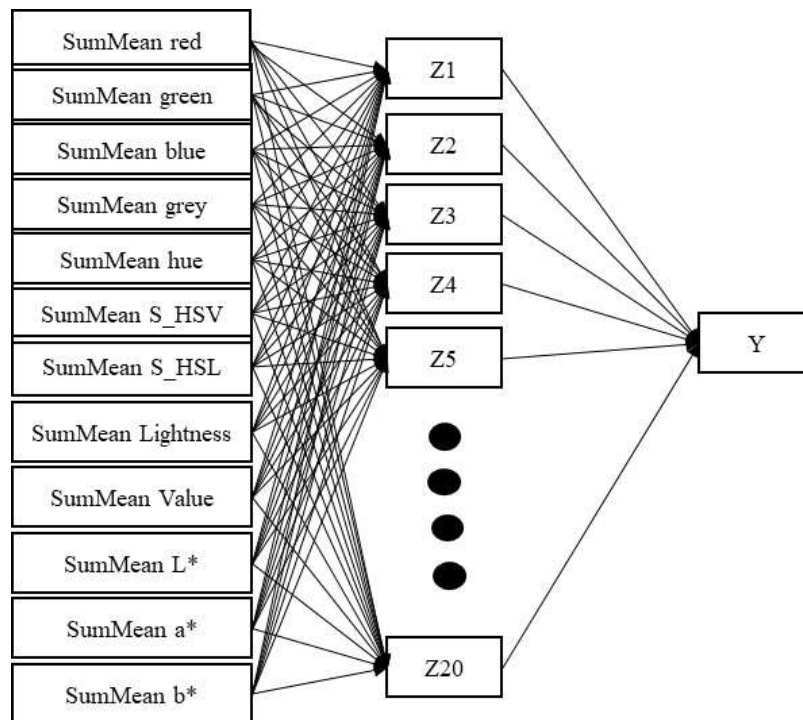 SumMean red
SumMean green
SumMean blue
SumMean grey
SumMean hue
SumMean S_HSV
SumMean S_HSL
SumMean Lightness
SumMean Value
SumMean L*
SumMean a*
SumMean b*
Z1
Z2
Z3
Z4
Z5
Z20
Y